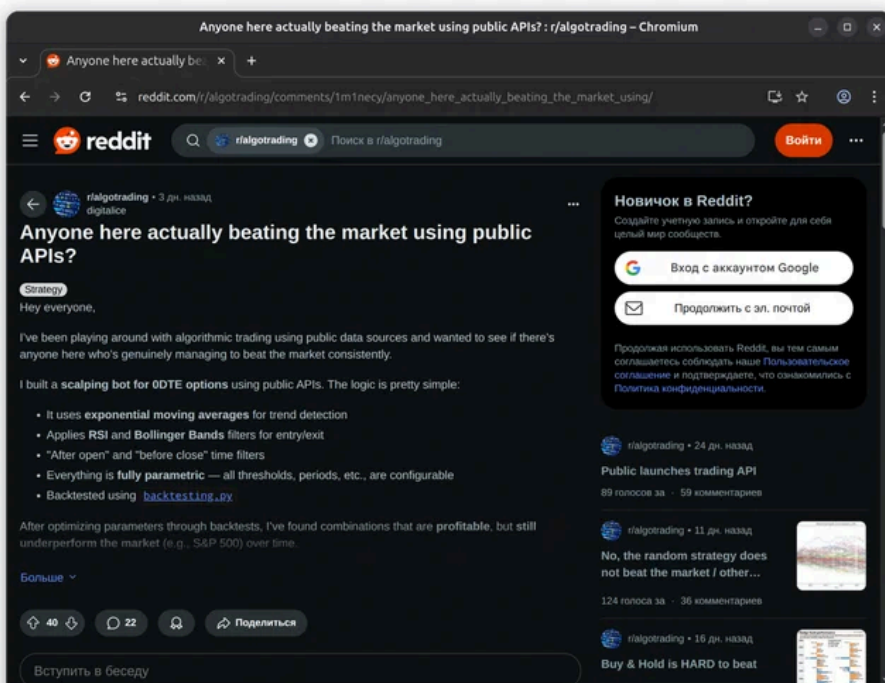 Anyone here actually beating the market using public APIs? : r/algotrading – Chromium
Anyone here actually be
reddit.com/r/algotrading/comments/1m1necy/anyone_here_actually_beating_the_market_using/
reddit
r/algotrading
Поиск в r/algotrading
Войти
r/algotrading • 3 дн. назад
digitalice
Anyone here actually beating the market using public
APIs?
Strategy
Hey everyone,
I've been playing around with algorithmic trading using public data sources and wanted to see if there's
anyone here who's genuinely managing to beat the market consistently.
I built a scalping bot for 0DTE options using public APIs. The logic is pretty simple:
• It uses exponential moving averages for trend detection
• Applies RSI and Bollinger Bands filters for entry/exit
• "After open" and "before close" time filters
• Everything is fully parametric — all thresholds, periods, etc., are configurable
• Backtested using backtesting.py
After optimizing parameters through backtests, I've found combinations that are profitable, but still
underperform the market (e.g., S&P 500) over time.
Больше
40
22
Поделиться
Вступить в беседу
Новичок в Reddit?
Создайте учетную запись и откройте для себя
целый мир сообществ.
Вход с аккаунтом Google
Продолжить с эл. почтой
Продолжая использовать Reddit, вы тем самым
соглашаетесь соблюдать наше Пользовательское
соглашение и подтверждаете, что ознакомились с
Политика конфиденциальности.
r/algotrading • 24 дн. назад
Public launches trading API
89 голосов за · 59 комментариев
r/algotrading • 11 дн. назад
No, the random strategy does
not beat the market / other…
124 голоса за · 36 комментариев
r/algotrading • 16 дн. назад
Buy & Hold is HARD to beat